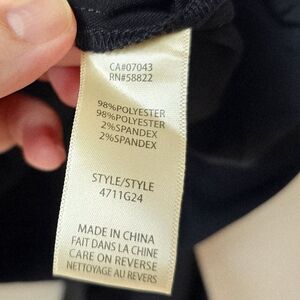 CA#07043
RN#58822
98%POLYESTER
98%POLYESTER
2%SPANDEX
2%SPANDEX
STYLE/STYLE
4711G24
MADE IN CHINA
FAIT DANS LA CHINE
CARE ON REVERSE
NETTOYAGE AU REVERS